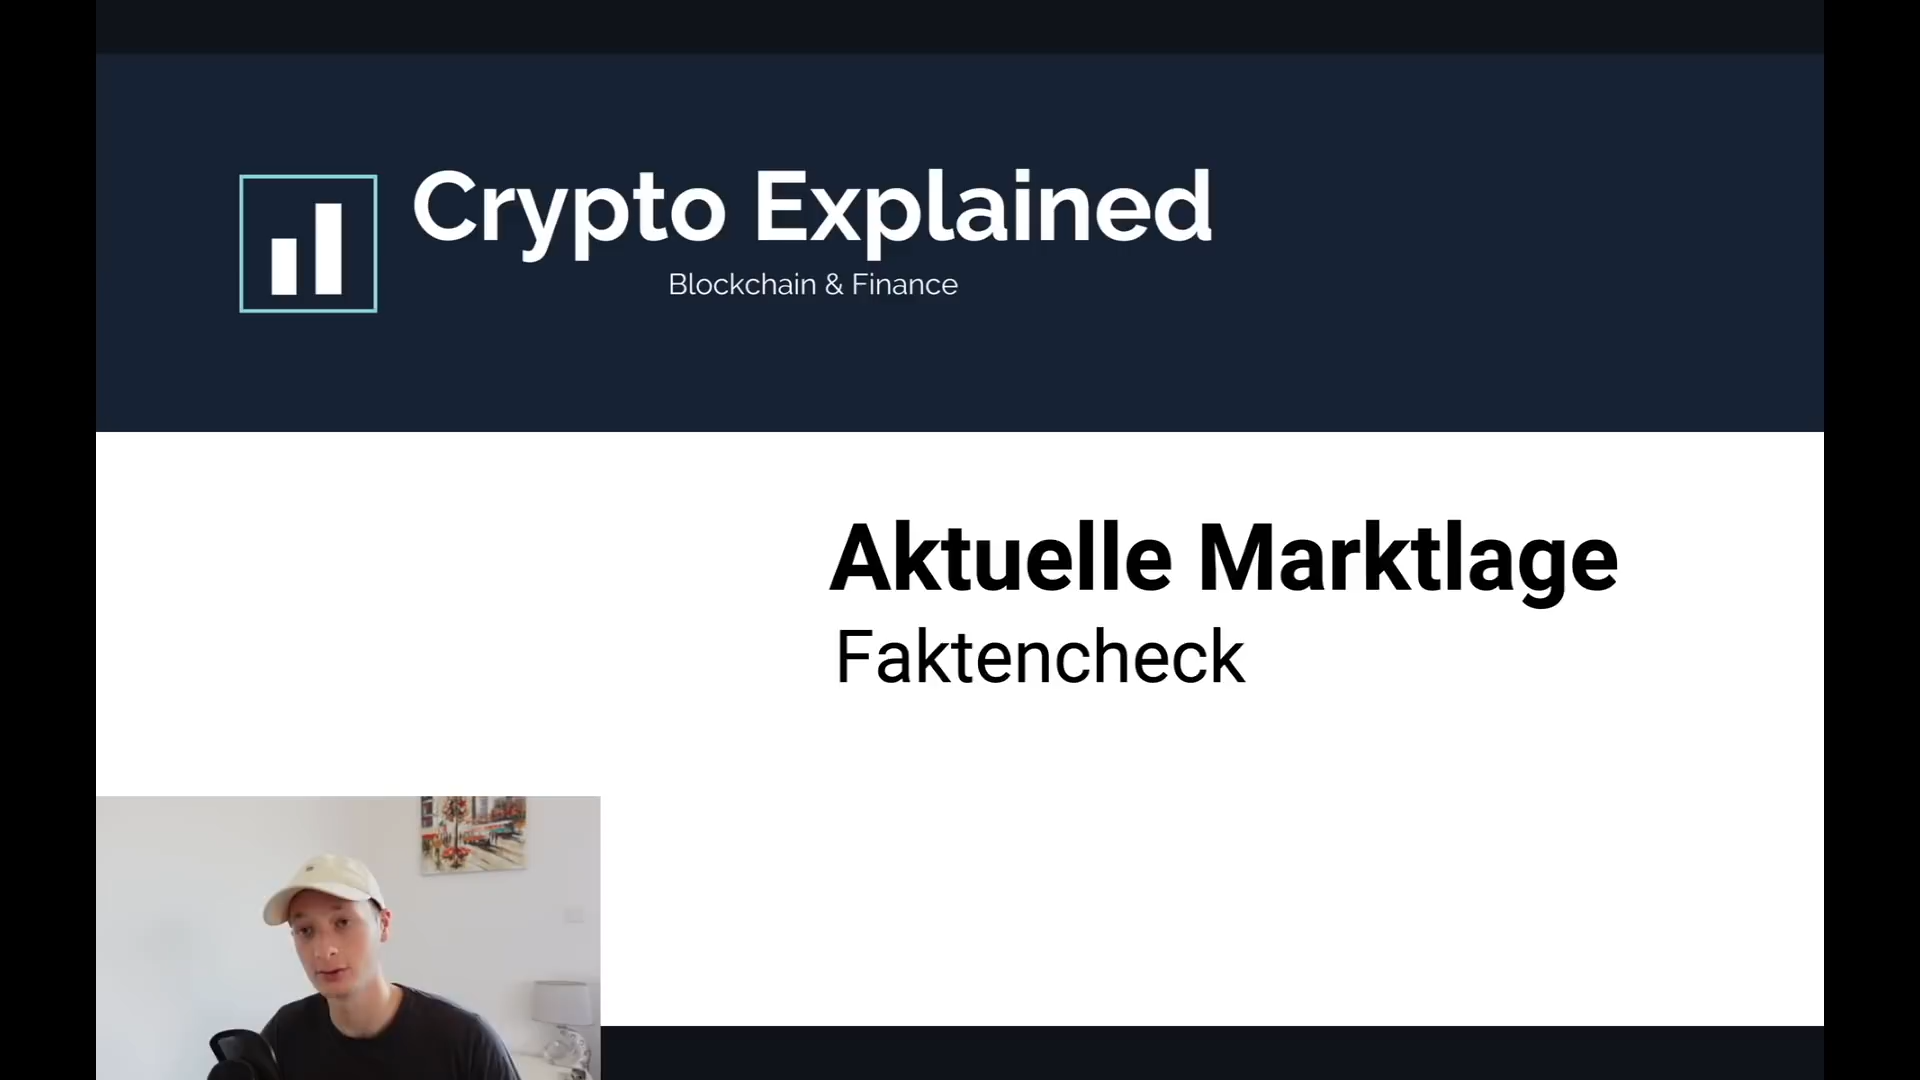 Crypto Explained
Blockchain & Finance
Aktuelle Marktlage
Faktencheck